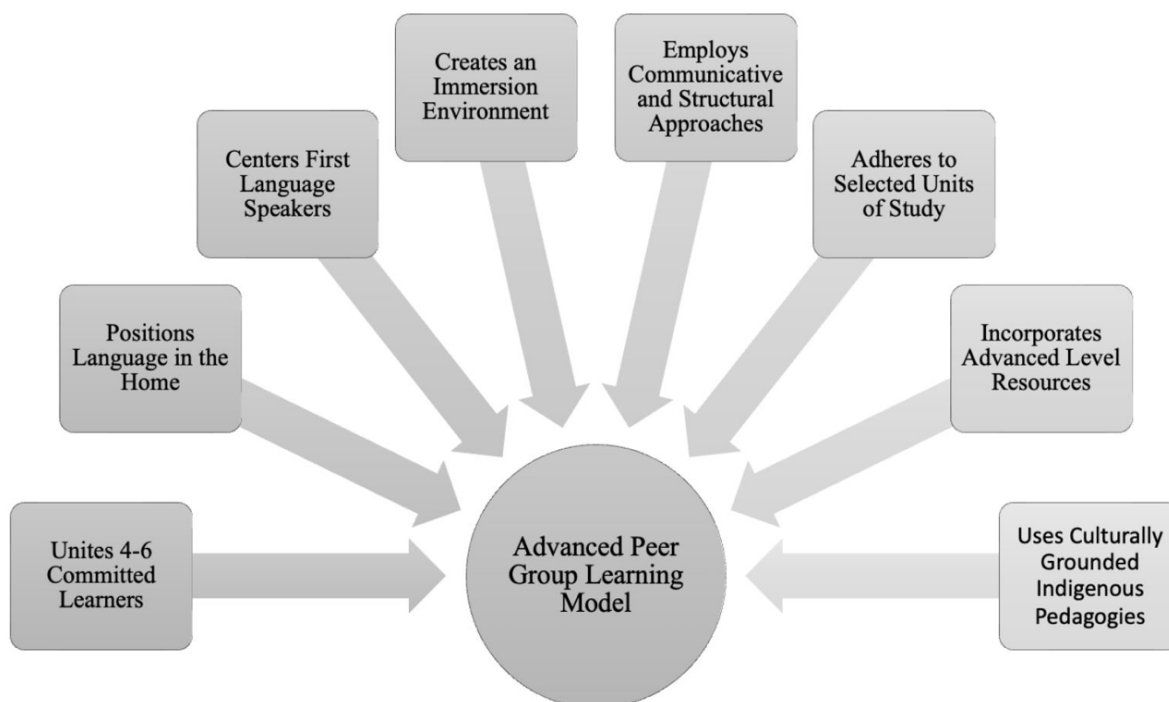 Unites 4-6
Committed
Learners
Positions
Language in the
Home
Centers First
Language
Speakers
Creates an
Immersion
Environment
Employs
Communicative
and Structural
Approaches
Adheres to
Selected Units
of Study
Incorporates
Advanced Level
Resources
Uses Culturally
Grounded
Indigenous
Pedagogies
Advanced Peer
Group Learning
Model